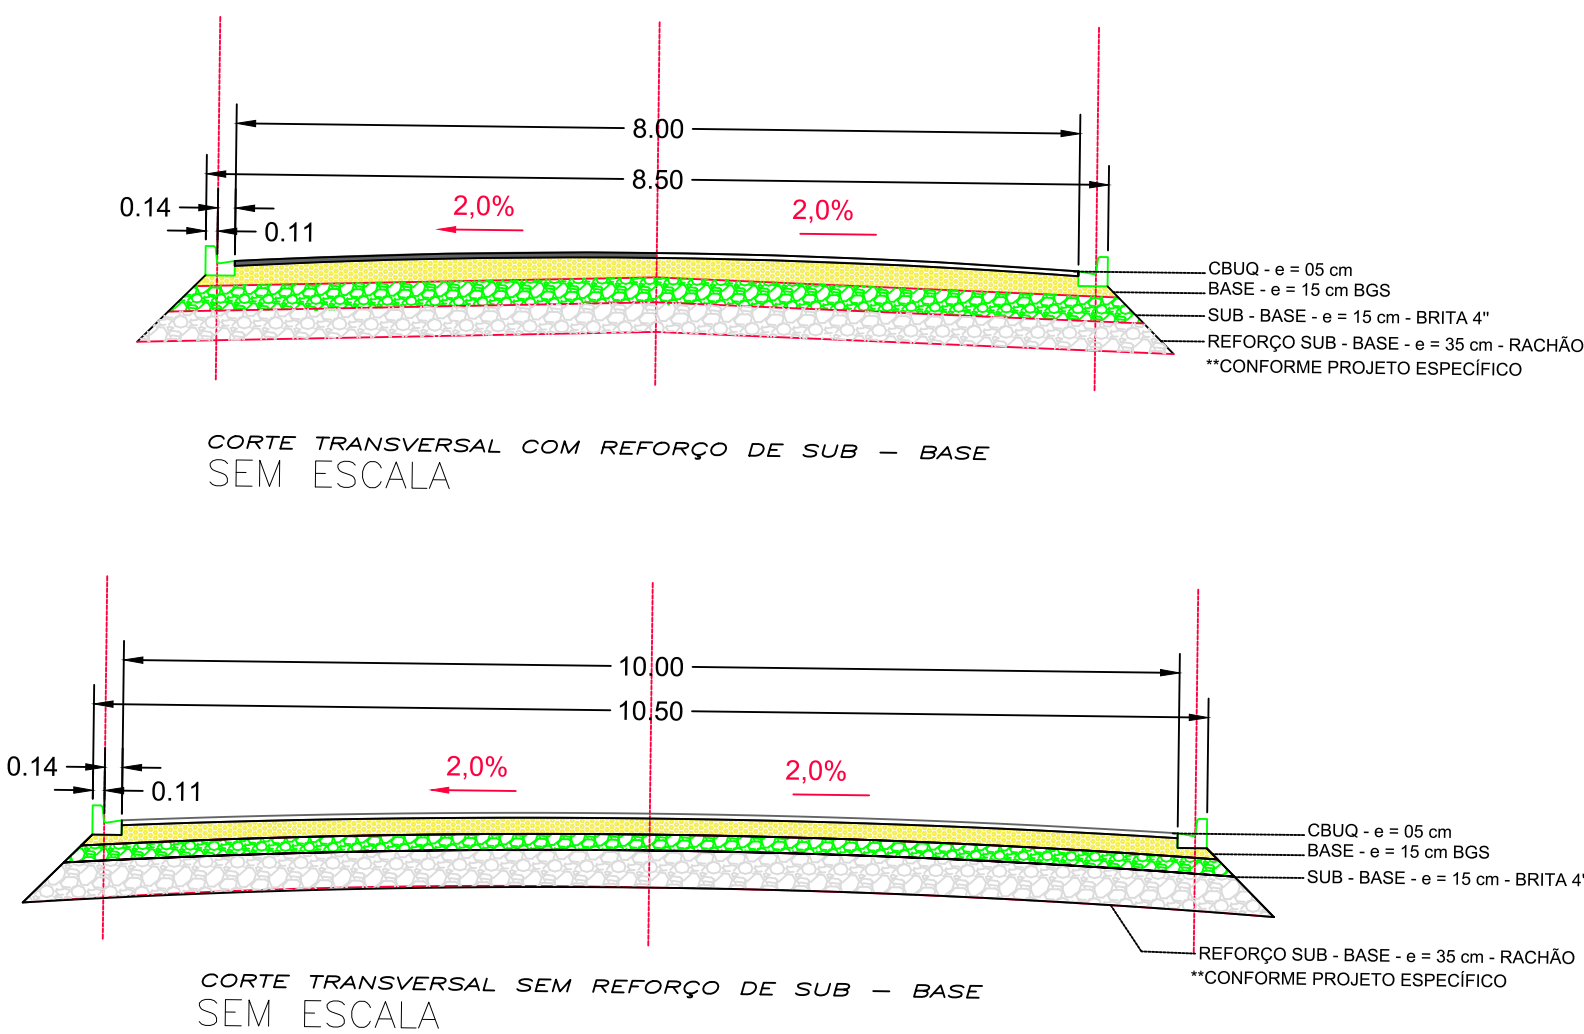 8.00
8.50
0.14
0.11
2,0%
2,0%
CBUQ - e = 05 cm
BASE - e = 15 cm BGS
SUB - BASE - e = 15 cm - BRITA 4"
REFORÇO SUB - BASE - e = 35 cm - RACHÃO
**CONFORME PROJETO ESPECÍFICO
CORTE TRANSVERSAL COM REFORÇO DE SUB - BASE
SEM ESCALA
10.00
10.50
0.14
0.11
2,0%
2,0%
CBUQ - e = 05 cm
BASE - e = 15 cm BGS
SUB - BASE - e = 15 cm - BRITA 4"
REFORÇO SUB - BASE - e = 35 cm - RACHÃO
**CONFORME PROJETO ESPECÍFICO
CORTE TRANSVERSAL SEM REFORÇO DE SUB - BASE
SEM ESCALA